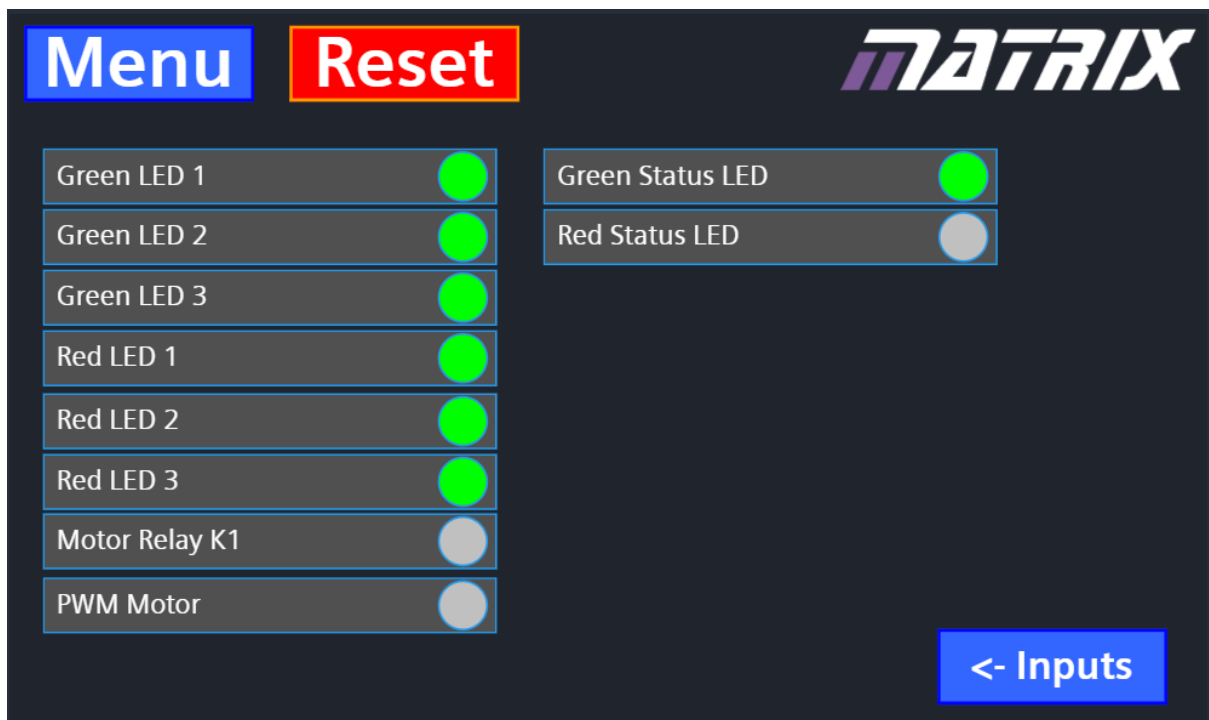 Menu
Reset
MATRIX
Green LED 1
Green LED 2
Green LED 3
Red LED 1
Red LED 2
Red LED 3
Motor Relay K1
PWM Motor
Green Status LED
Red Status LED
<- Inputs